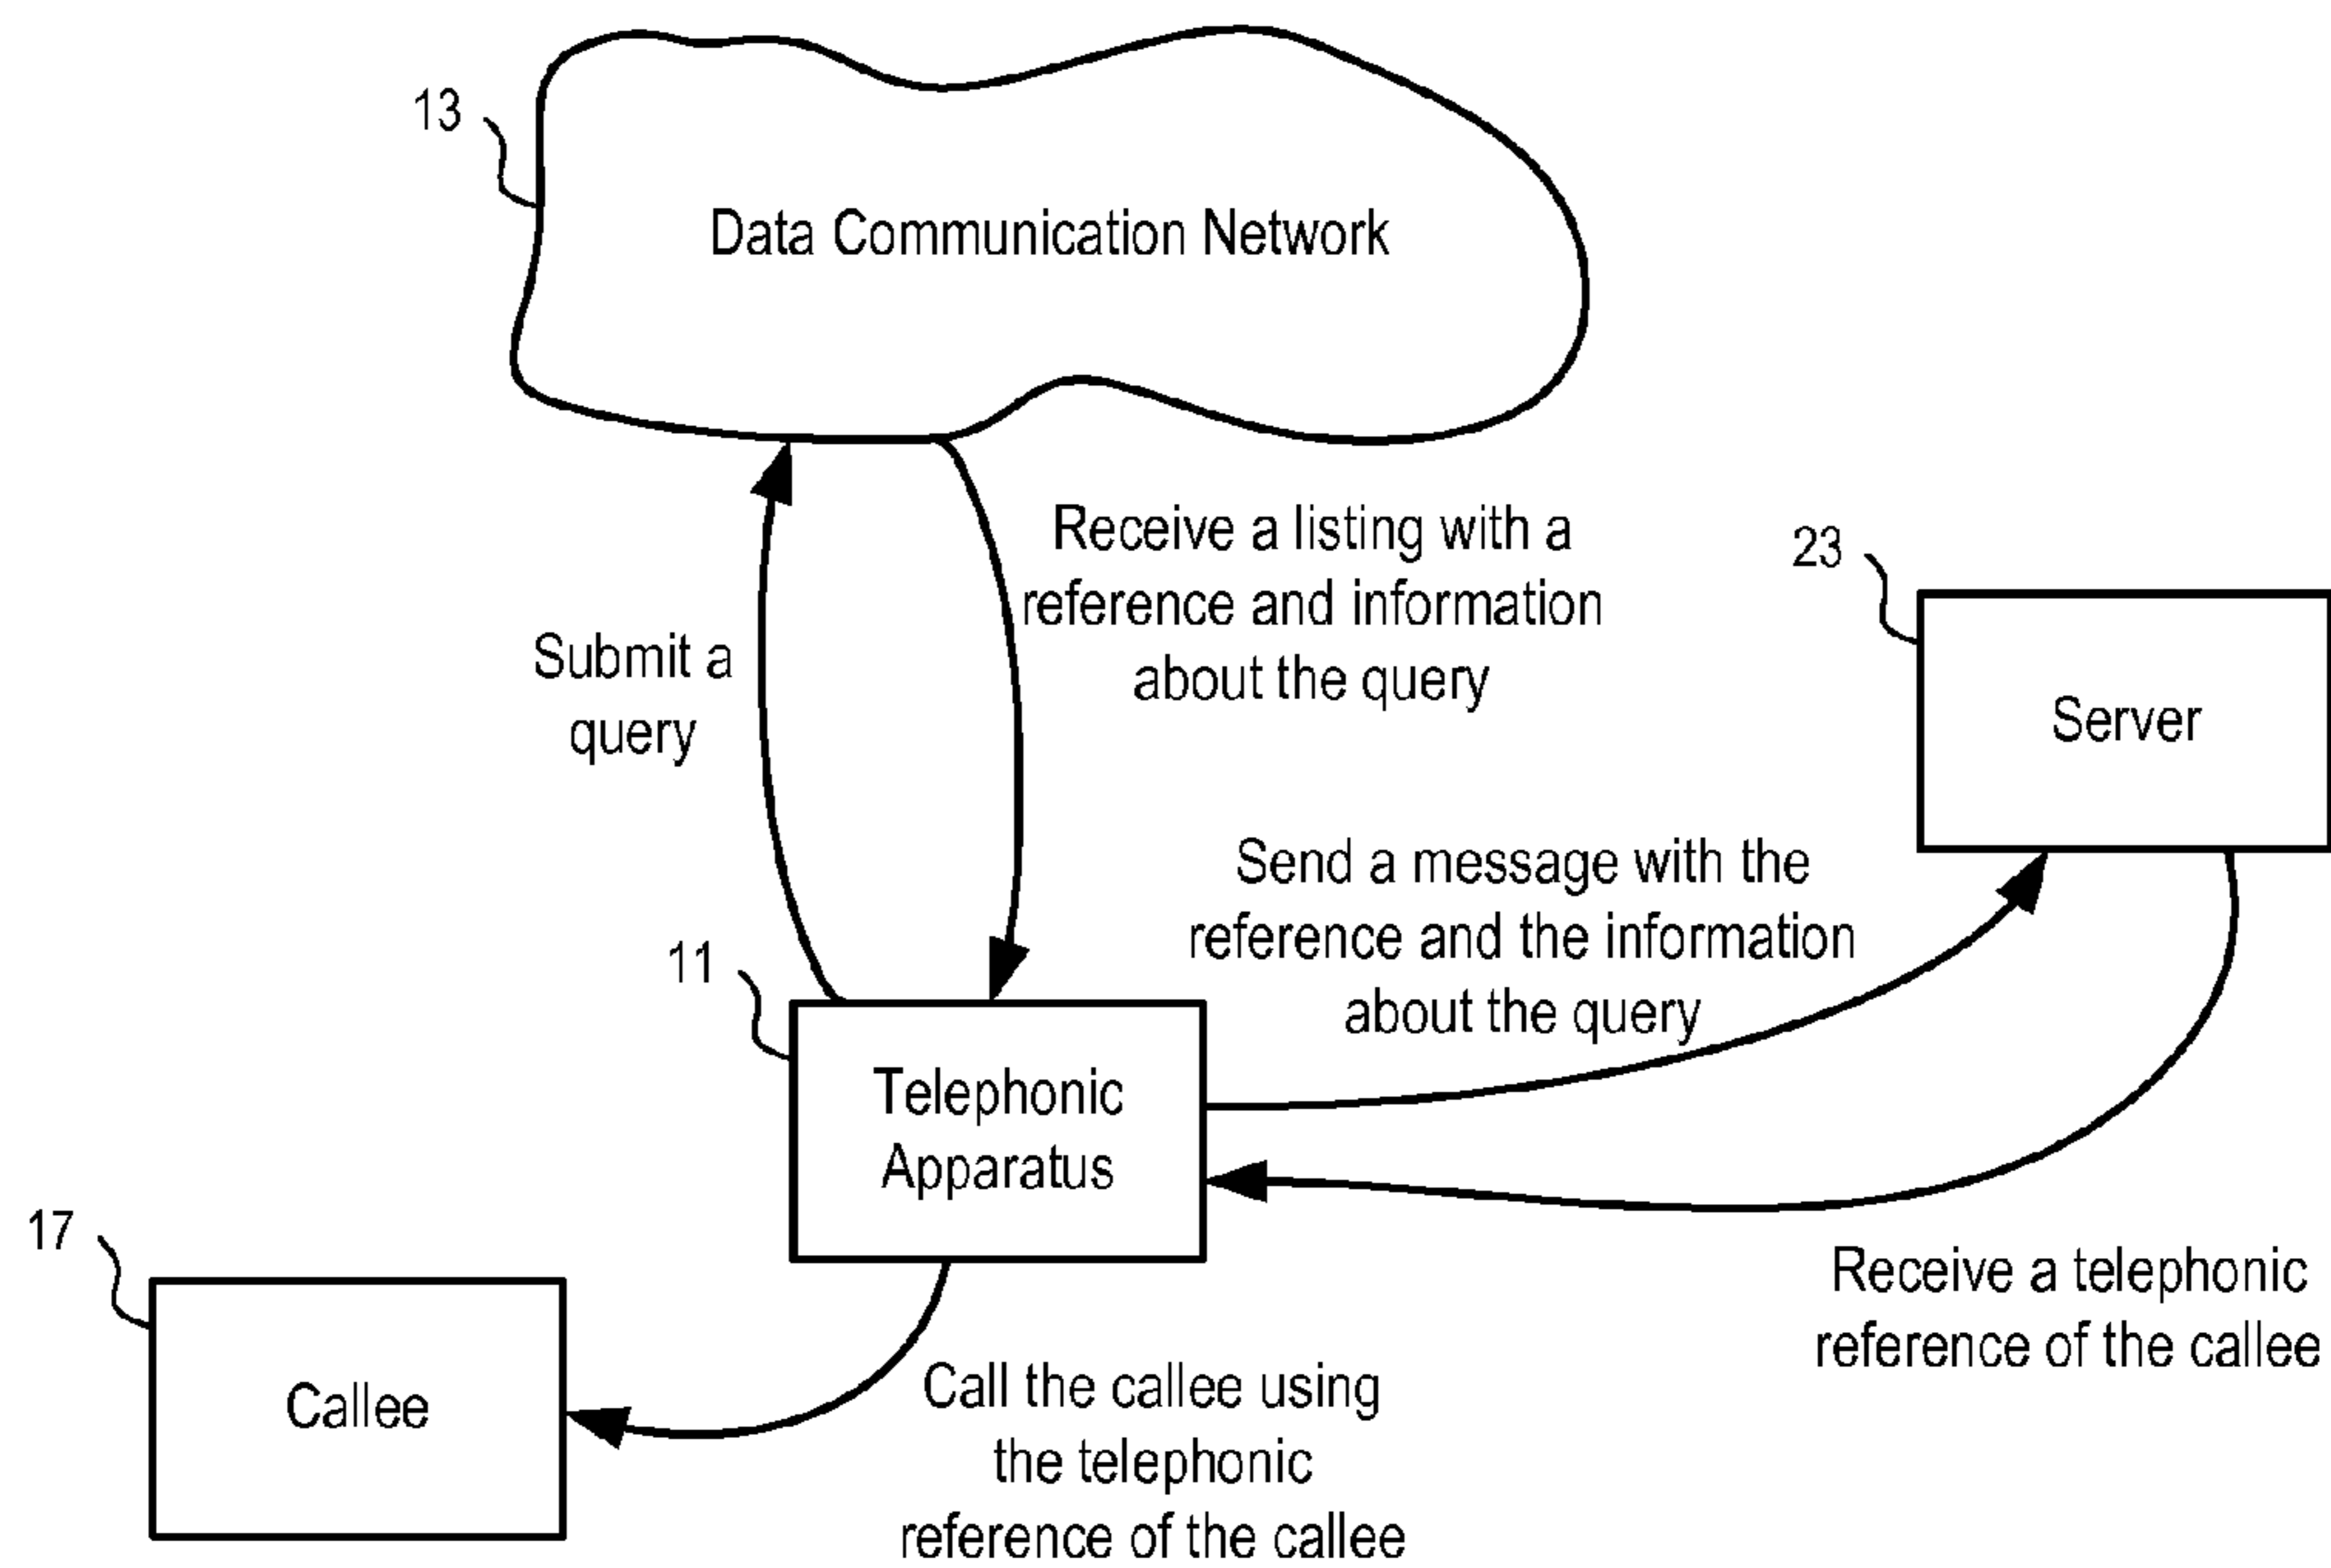 13
Data Communication Network
Receive a listing with a
reference and information
about the query
Submit a
query
23
Server
Send a message with the
reference and the information
about the query
11
Telephonic
Apparatus
17
Callee
Receive a telephonic
reference of the callee
Call the callee using
the telephonic
reference of the callee